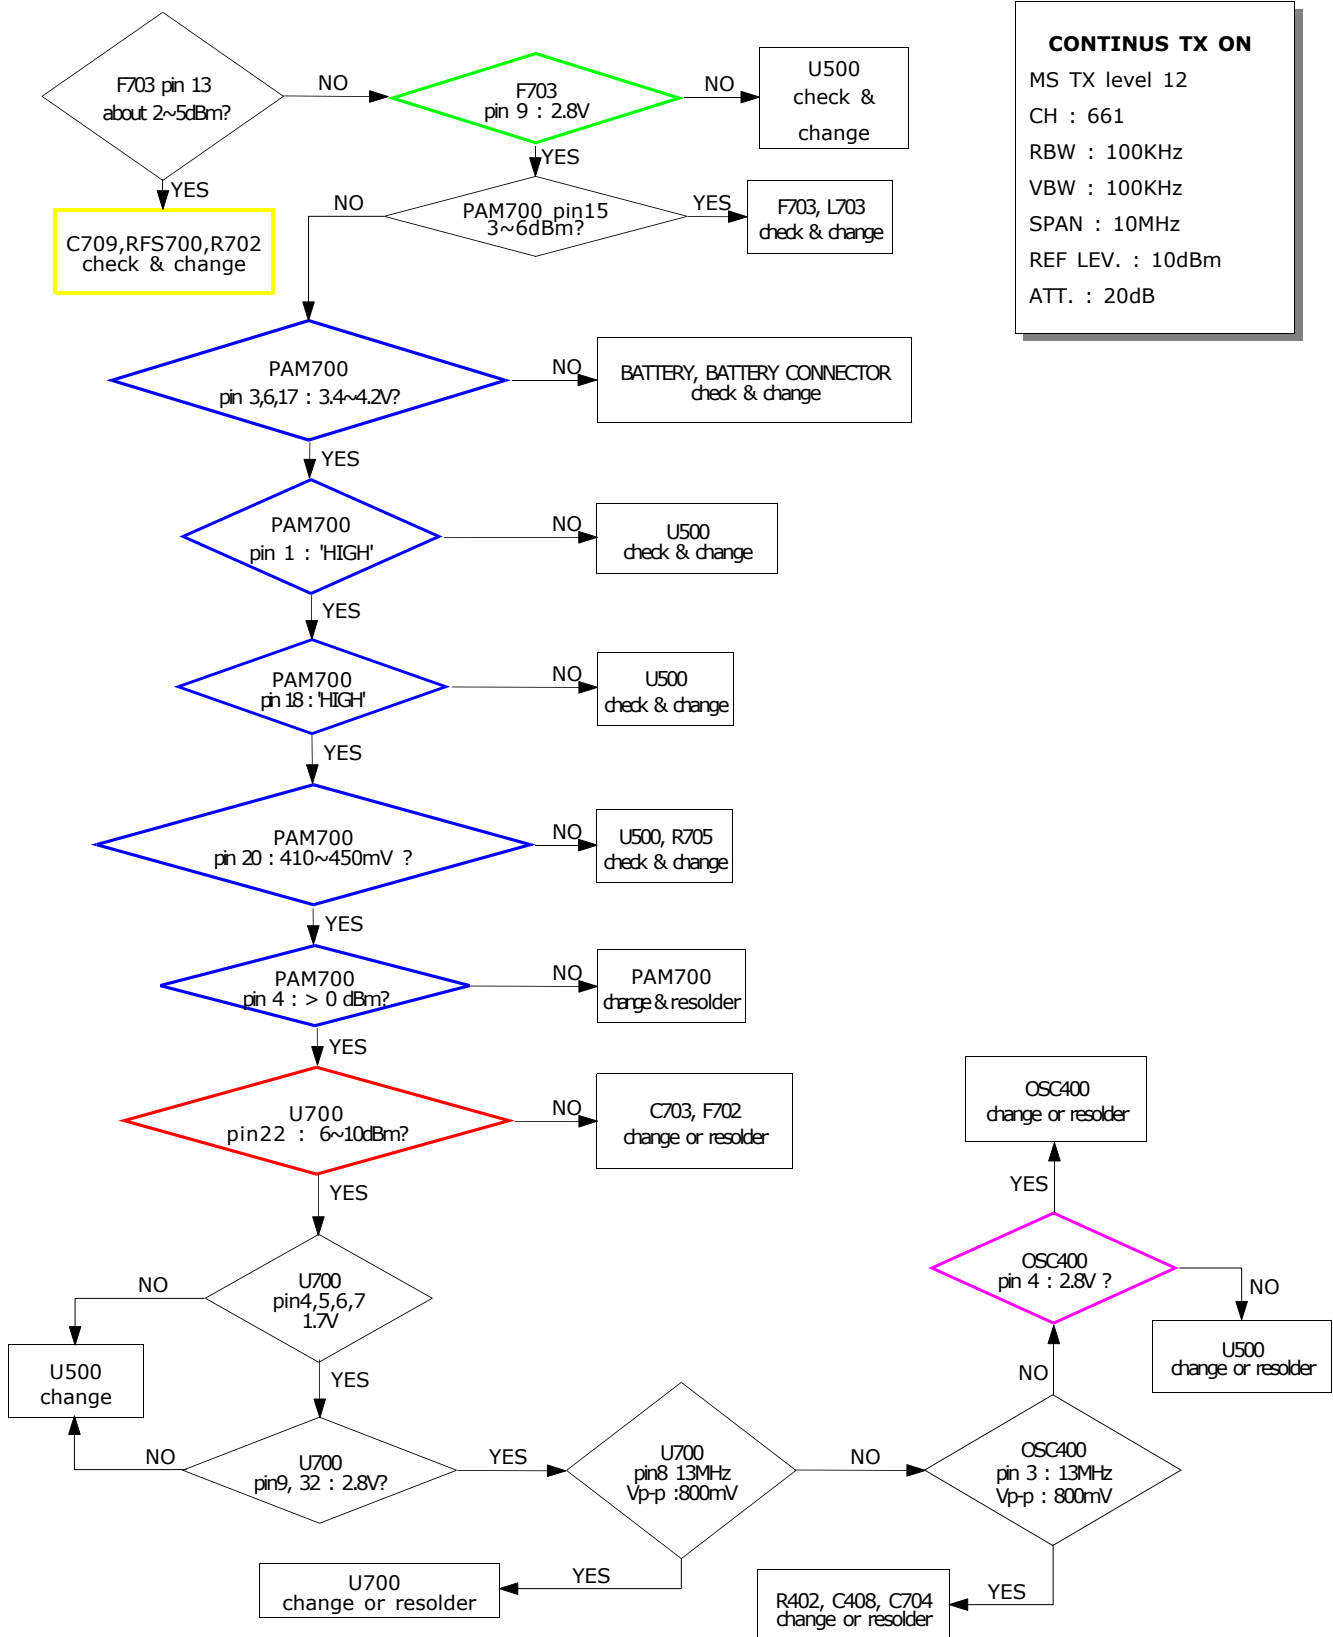 CONTINUS TX ON
MS TX level 12
CH : 661
RBW : 100KHz
VBW : 100KHz
SPAN : 10MHz
REF LEV. : 10dBm
ATT. : 20dB
F703 pin 13
about 2~5dBm?
NO
F703
pin 9 : 2.8V
NO
U500
check &
change
YES
C709,RFS700,R702
check & change
YES
PAM700 pin15
3~6dBm?
YES
F703, L703
check & change
NO
PAM700
pin 3,6,17 : 3.4~4.2V?
NO
BATTERY, BATTERY CONNECTOR
check & change
YES
PAM700
pin 1 : 'HIGH'
NO
U500
check & change
YES
PAM700
pin 18 : 'HIGH'
NO
U500
check & change
YES
PAM700
pin 20 : 410~450mV ?
NO
U500, R705
check & change
YES
PAM700
pin 4 : > 0 dBm?
NO
PAM700
change & resolder
YES
U700
pin22 : 6~10dBm?
NO
C703, F702
change or resolder
YES
U700
pin4,5,6,7
1.7V
NO
U500
change
YES
U700
pin9, 32 : 2.8V?
NO
YES
U700
pin8 13MHz
Vp-p :800mV
YES
U700
change or resolder
NO
OSC400
pin 3 : 13MHz
Vp-p : 800mV
YES
R402, C408, C704
change or resolder
NO
OSC400
pin 4 : 2.8V ?
YES
OSC400
change or resolder
NO
U500
change or resolder